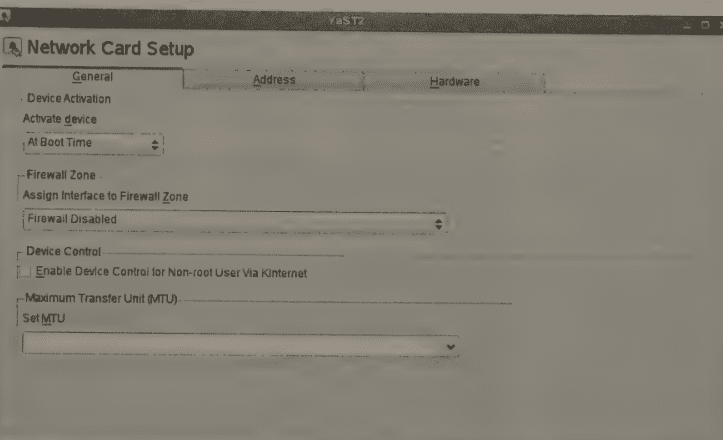 YaST2
Network Card Setup
General
Address
Hardware
Device Activation
Activate device
At Boot Time
Firewall Zone
Assign Interface to Firewall Zone
Firewall Disabled
Device Control
Enable Device Control for Non-root User Via KInternet
Maximum Transfer Unit (MTU)
Set MTU